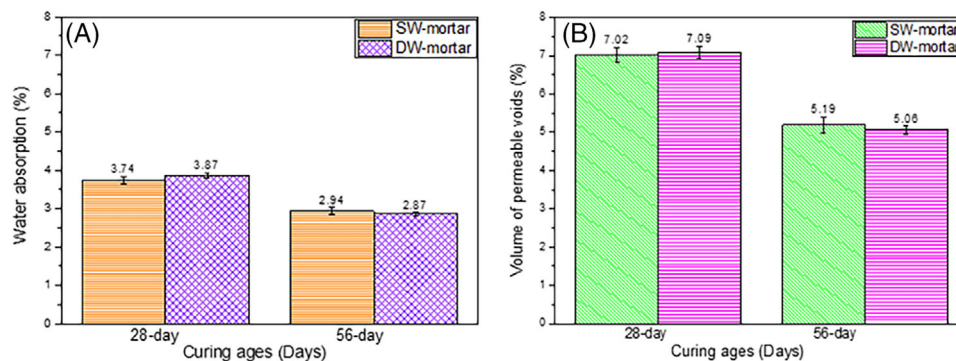 (A)
SW-mortar
DW-mortar
Water absorption (%)
8
7
6
5
4
3
2
1
0
3.74
3.87
2.94
2.87
28-day
56-day
Curing ages (Days)
(B)
SW-mortar
DW-mortar
Volume of permeable voids (%)
8
7
6
5
4
3
2
1
0
7.02
7.09
5.19
5.06
28-day
56-day
Curing ages (Days)